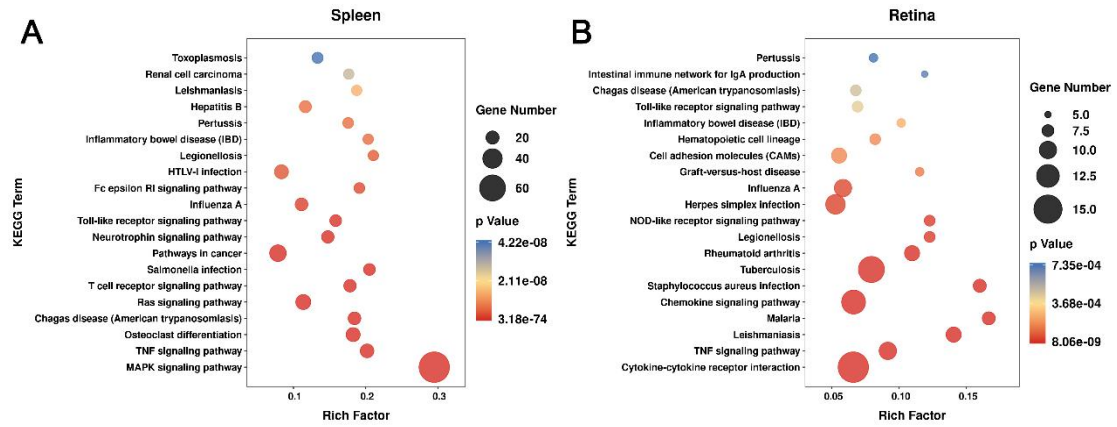 A
Spleen
KEGG Term
Toxoplasmosis
Renal cell carcinoma
Leishmaniasis
Hepatitis B
Pertussis
Inflammatory bowel disease (IBD)
Legionellosis
HTLV-I infection
Fc epsilon RI signaling pathway
Influenza A
Toll-like receptor signaling pathway
Neurotrophin signaling pathway
Pathways in cancer
Salmonella infection
T cell receptor signaling pathway
Ras signaling pathway
Chagas disease (American trypanosomiasis)
Osteoclast differentiation
TNF signaling pathway
MAPK signaling pathway
0.1 0.2 0.3
Rich Factor
Gene Number
20
40
60
p Value
4.22e-08
2.11e-08
3.18e-74
B
Retina
KEGG Term
Pertussis
Intestinal immune network for IgA production
Chagas disease (American trypanosomiasis)
Toll-like receptor signaling pathway
Inflammatory bowel disease (IBD)
Hematopoietic cell lineage
Cell adhesion molecules (CAMs)
Graft-versus-host disease
Influenza A
Herpes simplex infection
NOD-like receptor signaling pathway
Legionellosis
Rheumatoid arthritis
Tuberculosis
Staphylococcus aureus infection
Chemokine signaling pathway
Malaria
Leishmaniasis
TNF signaling pathway
Cytokine-cytokine receptor interaction
0.05 0.10 0.15
Rich Factor
Gene Number
5.0
7.5
10.0
12.5
15.0
p Value
7.35e-04
3.68e-04
8.06e-09